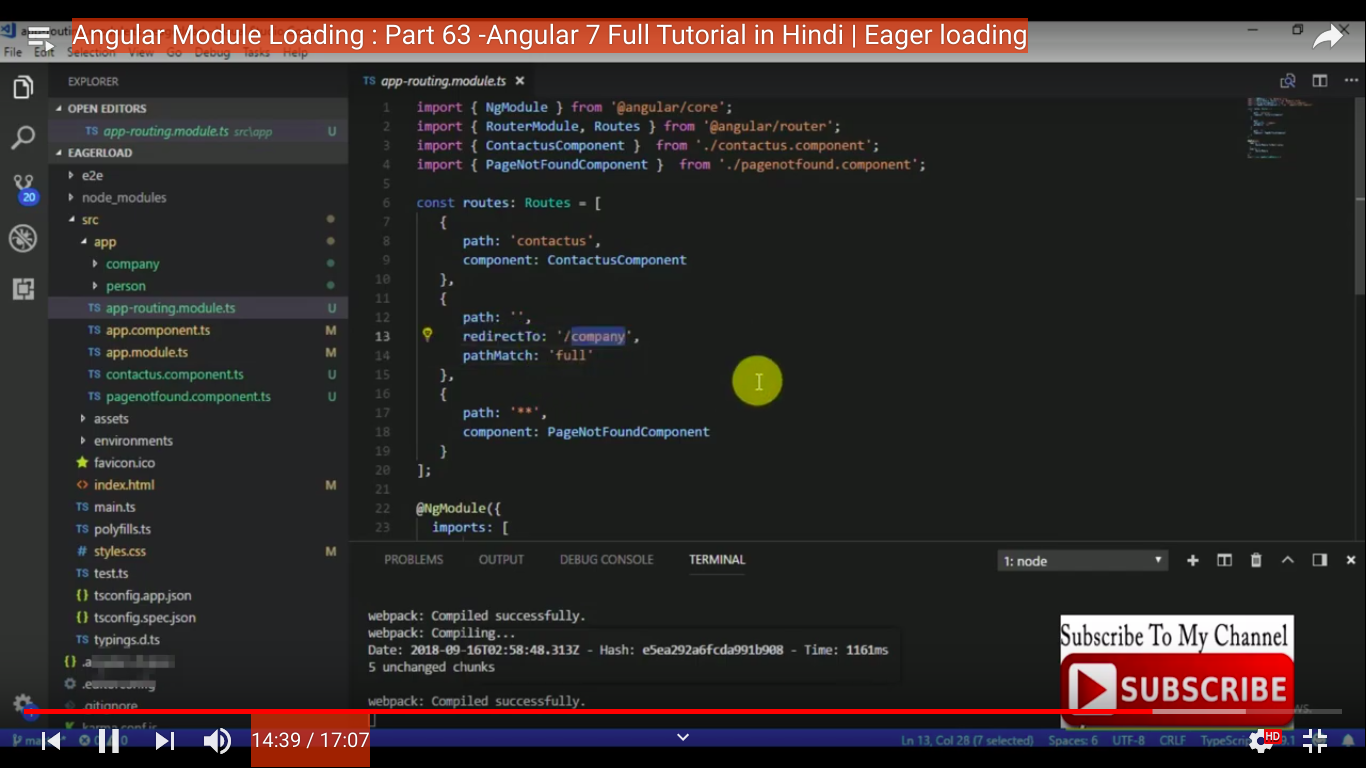 Angular Module Loading : Part 63 -Angular 7 Full Tutorial in Hindi | Eager loading
File Edit Selection View Go Debug Tasks Help
EXPLORER
OPEN EDITORS
TS app-routing.module.ts src\app U
EAGERLOAD
e2e
node_modules
src
app
company
person
TS app-routing.module.ts U
TS app.component.ts M
TS app.module.ts M
TS contactus.component.ts U
TS pagenotfound.component.ts U
assets
environments
favicon.ico
<> index.html M
TS main.ts
TS polyfills.ts
# styles.css M
TS test.ts
{} tsconfig.app.json
{} tsconfig.spec.json
TS typings.d.ts
.editorconfig
.gitignore
karma.conf.js
20
TS app-routing.module.ts
1 import { NgModule } from '@angular/core';
2 import { RouterModule, Routes } from '@angular/router';
3 import { ContactusComponent } from './contactus.component';
4 import { PageNotFoundComponent } from './pagenotfound.component';
5
6 const routes: Routes = [
7 {
8 path: 'contactus',
9 component: ContactusComponent
10 },
11 {
12 path: '',
13 redirectTo: '/company',
14 pathMatch: 'full'
15 },
16 {
17 path: '**',
18 component: PageNotFoundComponent
19 }
20 ];
21
22 @NgModule({
23 imports: [
PROBLEMS OUTPUT DEBUG CONSOLE TERMINAL 1: node
webpack: Compiled successfully.
webpack: Compiling...
Date: 2018-09-16T02:58:48.313Z - Hash: e5ea292a6fcda991b908 - Time: 1161ms
5 unchanged chunks
webpack: Compiled successfully.
Subscribe To My Channel
SUBSCRIBE
14:39 / 17:07
Ln 13, Col 28 (7 selected) Spaces: 6 UTF-8 CRLF
HD